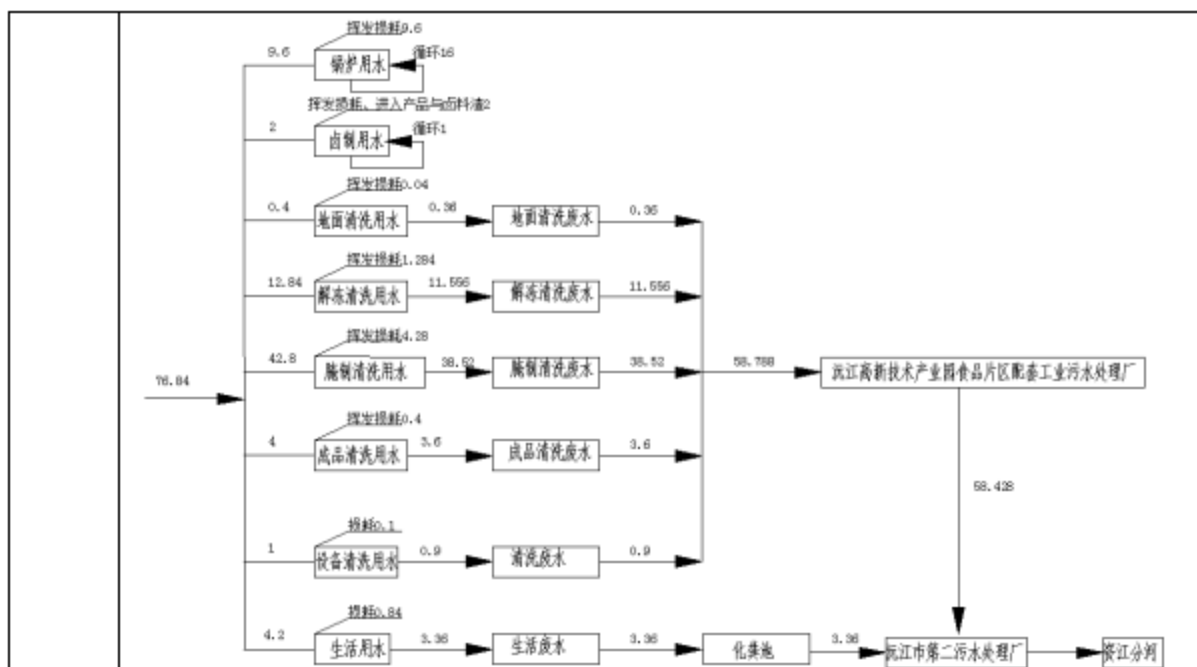 挥发损耗9.6
9.6
锅炉用水
循环16
挥发损耗、进入产品与卤料渣2
2
卤制用水
循环1
挥发损耗0.04
0.4
地面清洗用水
0.36
地面清洗废水
0.36
挥发损耗1.284
12.84
解冻清洗用水
11.556
解冻清洗废水
11.556
挥发损耗4.28
42.8
腌制清洗用水
38.52
腌制清洗废水
38.52
58.788
沅江高新技术产业园食品片区配套工业污水处理厂
76.84
挥发损耗0.4
4
成品清洗用水
3.6
成品清洗废水
3.6
58.428
损耗0.1
1
设备清洗用水
0.9
清洗废水
0.9
损耗0.84
4.2
生活用水
3.36
生活废水
3.36
化粪池
3.36
沅江市第二污水处理厂
资江分河